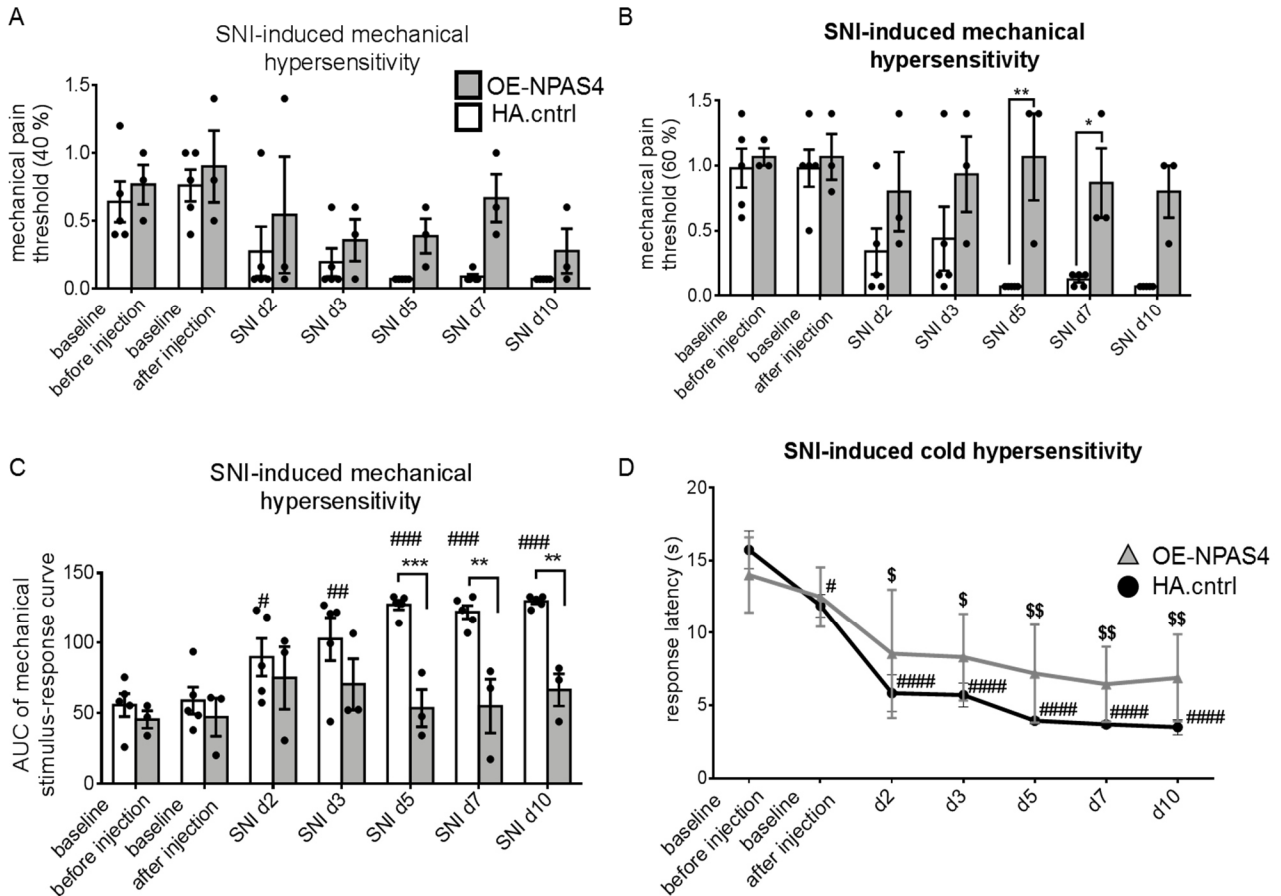 A
SNI-induced mechanical
hypersensitivity
OE-NPAS4
HA.cntrl
mechanical pain
threshold (40 %)
1.5
1.0
0.5
0.0
baseline
before injection
baseline
after injection
SNI d2
SNI d3
SNI d5
SNI d7
SNI d10
B
SNI-induced mechanical
hypersensitivity
mechanical pain
threshold (60 %)
1.5
1.0
0.5
0.0
**
*
baseline
before injection
baseline
after injection
SNI d2
SNI d3
SNI d5
SNI d7
SNI d10
C
SNI-induced mechanical
hypersensitivity
AUC of mechanical
stimulus-response curve
150
100
50
0
#
##
###
***
###
**
###
**
baseline
before injection
baseline
after injection
SNI d2
SNI d3
SNI d5
SNI d7
SNI d10
D
SNI-induced cold hypersensitivity
OE-NPAS4
HA.cntrl
response latency (s)
20
15
10
5
0
#
$
$
$$
$$
$$
####
####
####
####
####
baseline
before injection
baseline
after injection
d2
d3
d5
d7
d10